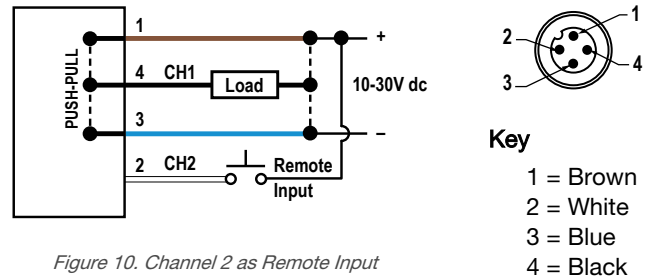 1
+
PUSH-PULL
4 CH1
Load
10-30V dc
3
–
2 CH2
Remote
Input
Figure 10. Channel 2 as Remote Input
1
2
3
4
Key
1 = Brown
2 = White
3 = Blue
4 = Black